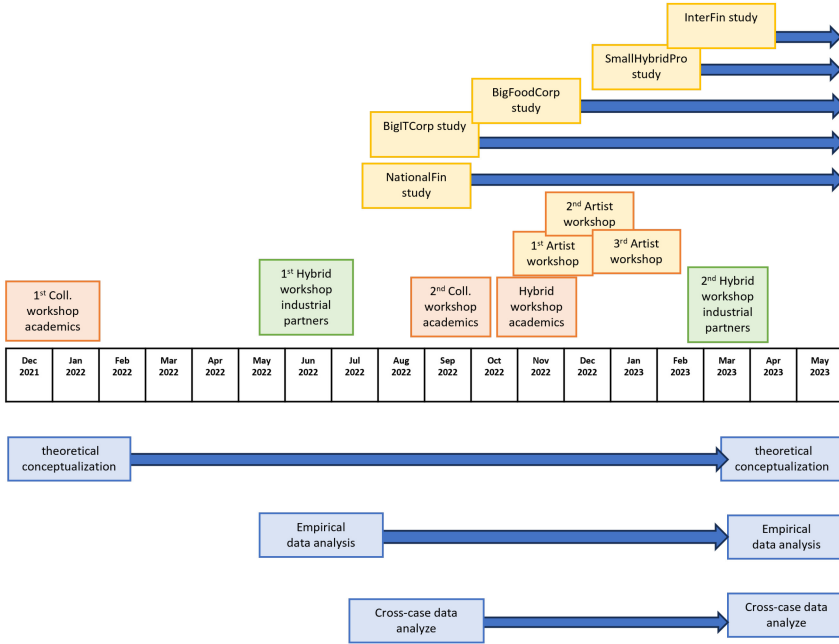 InterFin study
SmallHybridPro
study
BigFoodCorp
study
BigITCorp study
NationalFin
study
2nd Artist
workshop
1st Artist
workshop
3rd Artist
workshop
1st Coll.
workshop
academics
1st Hybrid
workshop
industrial
partners
2nd Coll.
workshop
academics
Hybrid
workshop
academics
2nd Hybrid
workshop
industrial
partners
Dec
2021
Jan
2022
Feb
2022
Mar
2022
Apr
2022
May
2022
Jun
2022
Jul
2022
Aug
2022
Sep
2022
Oct
2022
Nov
2022
Dec
2022
Jan
2023
Feb
2023
Mar
2023
Apr
2023
May
2023
theoretical
conceptualization
theoretical
conceptualization
Empirical
data analysis
Empirical
data analysis
Cross-case data
analyze
Cross-case data
analyze